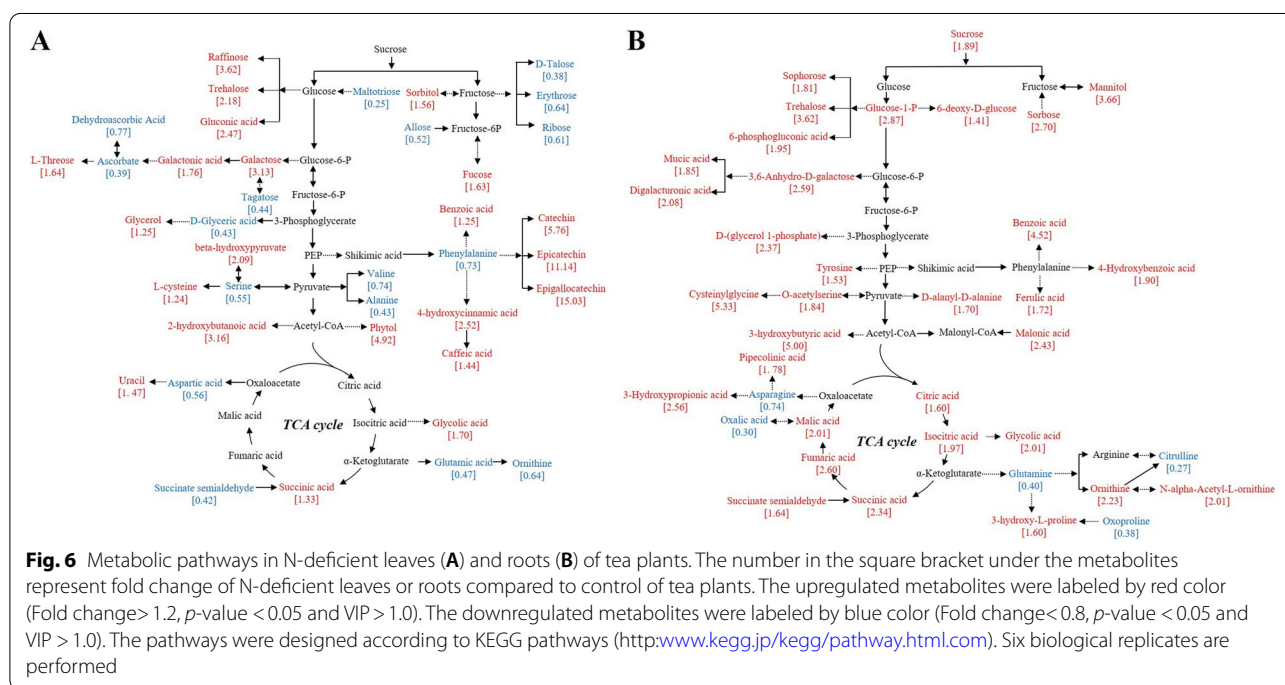 A
Sucrose
Raffinose
[3.62]
Trehalose
[2.18]
Gluconic acid
[2.47]
Glucose
Maltotriose
[0.25]
Sorbitol
[1.56]
Fructose
D-Talose
[0.38]
Erythrose
[0.64]
Ribose
[0.61]
Allose
[0.52]
Fructose-6P
Fucose
[1.63]
Dehydroascorbic Acid
[0.77]
L-Threose
[1.64]
Ascorbate
[0.39]
Galactonic acid
[1.76]
Galactose
[3.13]
Glucose-6-P
Tagatose
[0.44]
Fructose-6-P
Glycerol
[1.25]
D-Glyceric acid
[0.43]
3-Phosphoglycerate
beta-hydroxypyruvate
[2.09]
PEP
Shikimic acid
Benzoic acid
[1.25]
Phenylalanine
[0.73]
Catechin
[5.76]
Epicatechin
[11.14]
Epigallocatechin
[15.03]
L-cysteine
[1.24]
Serine
[0.55]
Pyruvate
Valine
[0.74]
Alanine
[0.43]
4-hydroxycinnamic acid
[2.52]
Caffeic acid
[1.44]
2-hydroxybutanoic acid
[3.16]
Acetyl-CoA
Phytol
[4.92]
Uracil
[1. 47]
Aspartic acid
[0.56]
Oxaloacetate
Citric acid
Malic acid
TCA cycle
Isocitric acid
Glycolic acid
[1.70]
Fumaric acid
α-Ketoglutarate
Glutamic acid
[0.47]
Ornithine
[0.64]
Succinate semialdehyde
[0.42]
Succinic acid
[1.33]
B
Sucrose
[1.89]
Sophorose
[1.81]
Trehalose
[3.62]
6-phosphogluconic acid
[1.95]
Glucose
Glucose-1-P
[2.87]
6-deoxy-D-glucose
[1.41]
Fructose
Mannitol
[3.66]
Sorbose
[2.70]
Mucic acid
[1.85]
Digalacturonic acid
[2.08]
3,6-Anhydro-D-galactose
[2.59]
Glucose-6-P
Fructose-6-P
D-(glycerol 1-phosphate)
[2.37]
3-Phosphoglycerate
Tyrosine
[1.53]
PEP
Shikimic acid
Benzoic acid
[4.52]
Phenylalanine
4-Hydroxybenzoic acid
[1.90]
Ferulic acid
[1.72]
Cysteinylglycine
[5.33]
O-acetylserine
[1.84]
Pyruvate
D-alanyl-D-alanine
[1.70]
3-hydroxybutyric acid
[5.00]
Acetyl-CoA
Malonyl-CoA
Malonic acid
[2.43]
Pipecolinic acid
[1. 78]
3-Hydroxypropionic acid
[2.56]
Asparagine
[0.74]
Oxaloacetate
Citric acid
[1.60]
Oxalic acid
[0.30]
Malic acid
[2.01]
TCA cycle
Isocitric acid
[1.97]
Glycolic acid
[2.01]
Fumaric acid
[2.60]
α-Ketoglutarate
Glutamine
[0.40]
Arginine
Citrulline
[0.27]
Ornithine
[2.23]
N-alpha-Acetyl-L-ornithine
[2.01]
Succinate semialdehyde
[1.64]
Succinic acid
[2.34]
3-hydroxy-L-proline
[1.60]
Oxoproline
[0.38]
Fig. 6 Metabolic pathways in N-deficient leaves (A) and roots (B) of tea plants. The number in the square bracket under the metabolites
represent fold change of N-deficient leaves or roots compared to control of tea plants. The upregulated metabolites were labeled by red color
(Fold change> 1.2, p-value < 0.05 and VIP > 1.0). The downregulated metabolites were labeled by blue color (Fold change< 0.8, p-value < 0.05 and
VIP > 1.0). The pathways were designed according to KEGG pathways (http:www.kegg.jp/kegg/pathway.html.com). Six biological replicates are
performed